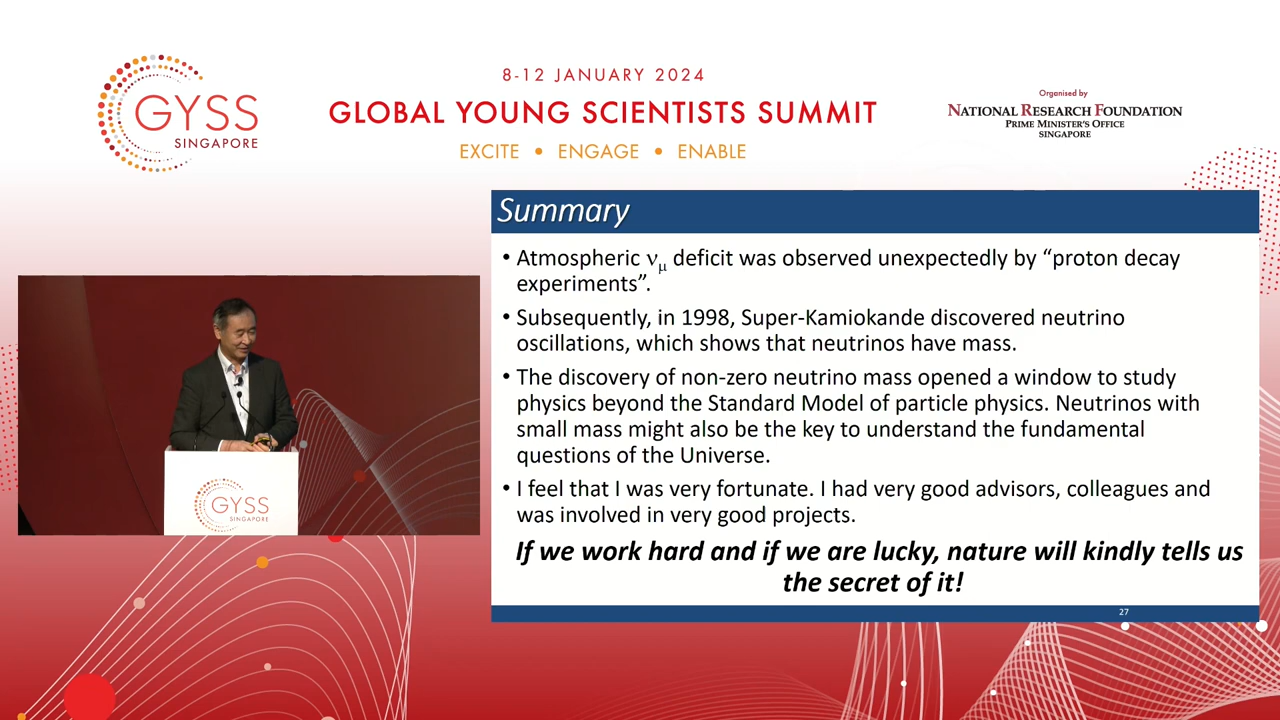 GYSS
SINGAPORE
8-12 JANUARY 2024
GLOBAL YOUNG SCIENTISTS SUMMIT
EXCITE • ENGAGE • ENABLE
Organised by
NATIONAL RESEARCH FOUNDATION
PRIME MINISTER'S OFFICE
SINGAPORE
Summary
• Atmospheric νμ deficit was observed unexpectedly by “proton decay
experiments”.
• Subsequently, in 1998, Super-Kamiokande discovered neutrino
oscillations, which shows that neutrinos have mass.
• The discovery of non-zero neutrino mass opened a window to study
physics beyond the Standard Model of particle physics. Neutrinos with
small mass might also be the key to understand the fundamental
questions of the Universe.
• I feel that I was very fortunate. I had very good advisors, colleagues and
was involved in very good projects.
If we work hard and if we are lucky, nature will kindly tells us
the secret of it!
27
GYSS
SINGAPORE